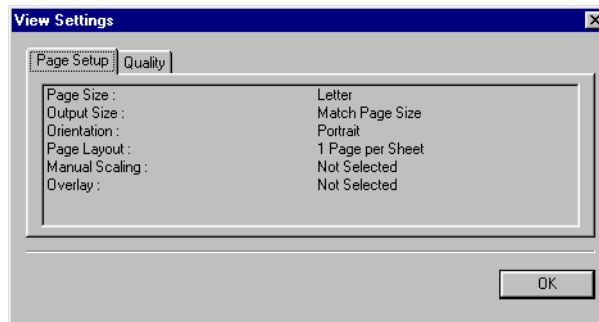 View Settings
Page Setup Quality
Page Size : Letter
Output Size : Match Page Size
Orientation : Portrait
Page Layout : 1 Page per Sheet
Manual Scaling : Not Selected
Overlay : Not Selected
OK